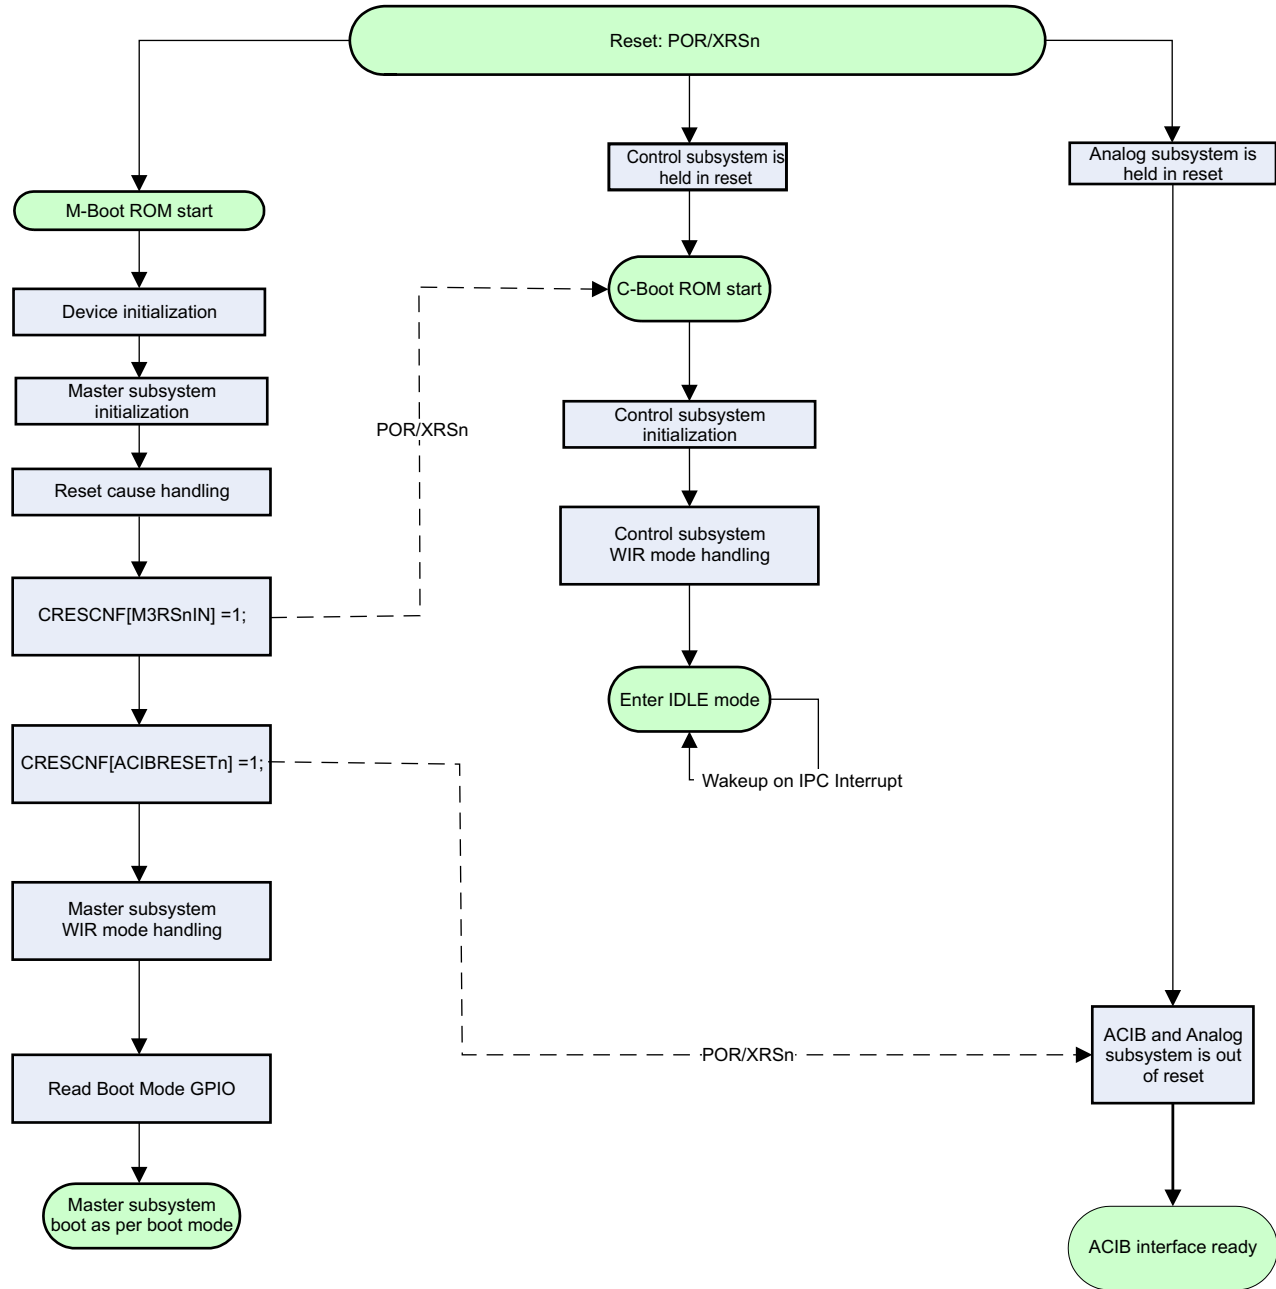 Reset: POR/XRSn
Control subsystem is
held in reset
Analog subsystem is
held in reset
M-Boot ROM start
C-Boot ROM start
Device initialization
Master subsystem
initialization
Control subsystem
initialization
POR/XRSn
Reset cause handling
Control subsystem
WIR mode handling
CRESCNF[M3RSnIN] =1;
Enter IDLE mode
CRESCNF[ACIBRESETn] =1;
Wakeup on IPC Interrupt
Master subsystem
WIR mode handling
ACIB and Analog
subsystem is out
of reset
POR/XRSn
Read Boot Mode GPIO
Master subsystem
boot as per boot mode
ACIB interface ready